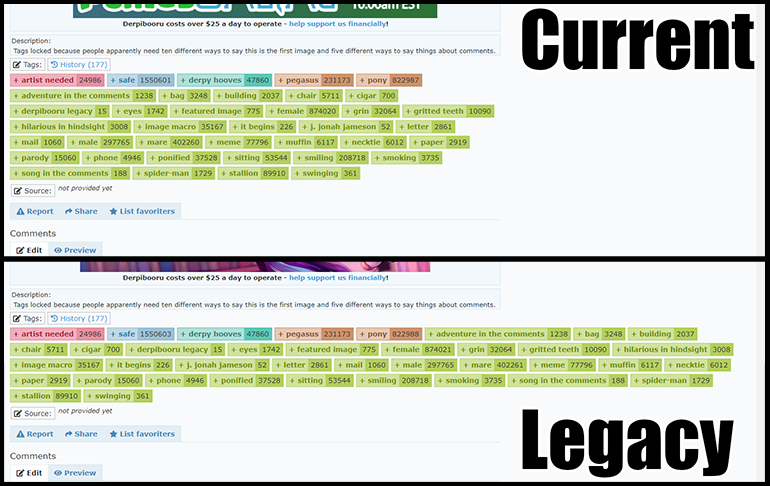 10:00am EST
Current
Derpibooru costs over $25 a day to operate - help support us financially!
Description:
Tags locked because people apparently need ten different ways to say this is the first image and five different ways to say things about comments.
Tags: History (177)
+ artist needed 24986 + safe 1550601 + derpy hooves 47860 + pegasus 231173 + pony 822987
+ adventure in the comments 1238 + bag 3248 + building 2037 + chair 5711 + cigar 700
+ derpibooru legacy 15 + eyes 1742 + featured image 775 + female 874020 + grin 32064 + gritted teeth 10090
+ hilarious in hindsight 3008 + image macro 35167 + it begins 226 + j. jonah jameson 52 + letter 2861
+ mail 1060 + male 297765 + mare 402260 + meme 77796 + muffin 6117 + necktie 6012 + paper 2919
+ parody 15060 + phone 4946 + ponified 37528 + sitting 53544 + smiling 208718 + smoking 3735
+ song in the comments 188 + spider-man 1729 + stallion 89910 + swinging 361
Source: not provided yet
Report Share List favoriters
Comments
Edit Preview
Derpibooru costs over $25 a day to operate - help support us financially!
Description:
Tags locked because people apparently need ten different ways to say this is the first image and five different ways to say things about comments.
Tags: History (177)
+ artist needed 24986 + safe 1550603 + derpy hooves 47860 + pegasus 231173 + pony 822988 + adventure in the comments 1238 + bag 3248 + building 2037
+ chair 5711 + cigar 700 + derpibooru legacy 15 + eyes 1742 + featured image 775 + female 874021 + grin 32064 + gritted teeth 10090 + hilarious in hindsight 3008
+ image macro 35167 + it begins 226 + j. jonah jameson 52 + letter 2861 + mail 1060 + male 297765 + mare 402261 + meme 77796 + muffin 6117 + necktie 6012
+ paper 2919 + parody 15060 + phone 4946 + ponified 37528 + sitting 53544 + smiling 208718 + smoking 3735 + song in the comments 188 + spider-man 1729
+ stallion 89910 + swinging 361
Source: not provided yet
Report Share List favoriters
Comments
Edit Preview
Legacy